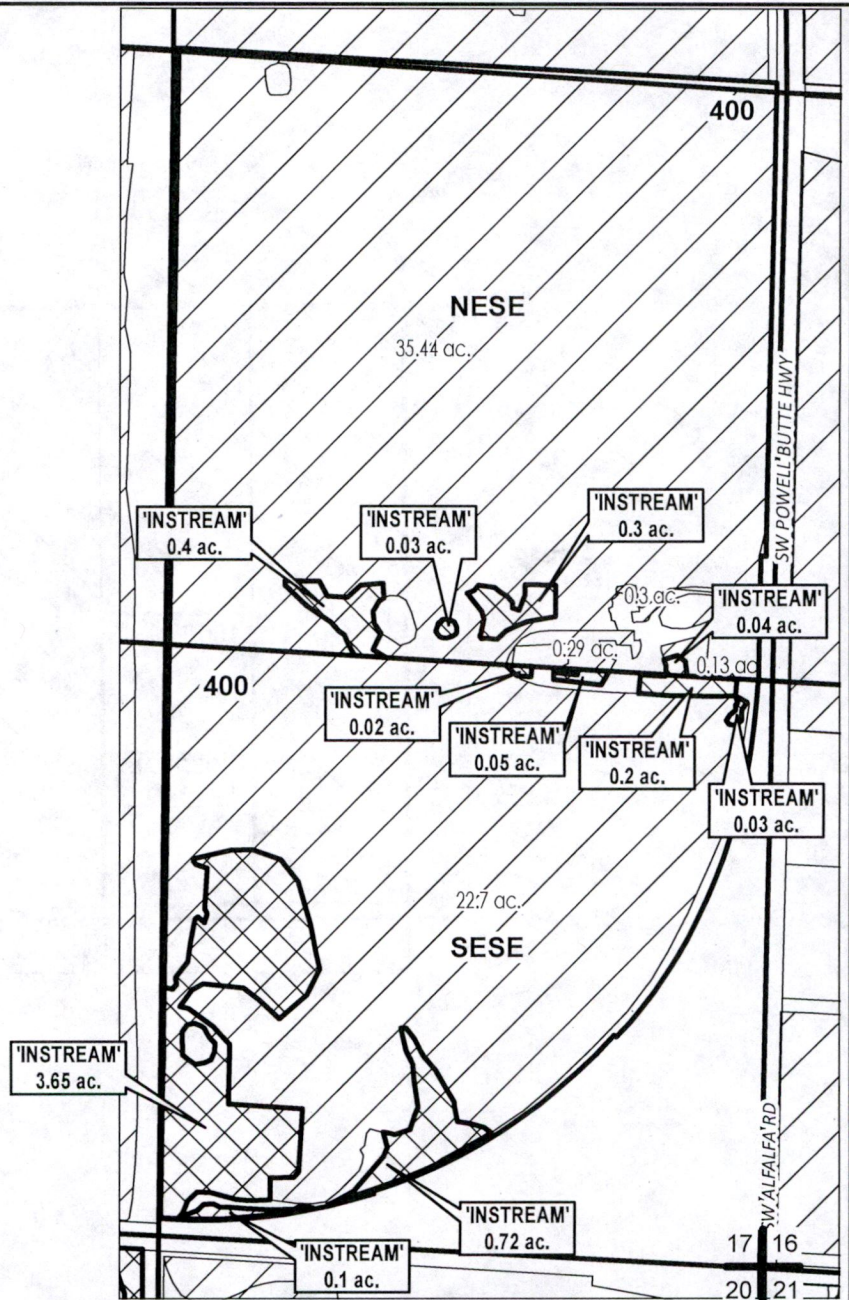 400
NESE
35.44 ac.
SW POWELL BUTTE HWY
'INSTREAM'
0.4 ac.
'INSTREAM'
0.03 ac.
'INSTREAM'
0.3 ac.
0.3 ac.
'INSTREAM'
0.04 ac.
0.29 ac.
0.13 ac
400
'INSTREAM'
0.02 ac.
'INSTREAM'
0.05 ac.
'INSTREAM'
0.2 ac.
'INSTREAM'
0.03 ac.
22.7 ac.
SESE
'INSTREAM'
3.65 ac.
SW ALFALFA RD
'INSTREAM'
0.72 ac.
'INSTREAM'
0.1 ac.
17 16
20 21